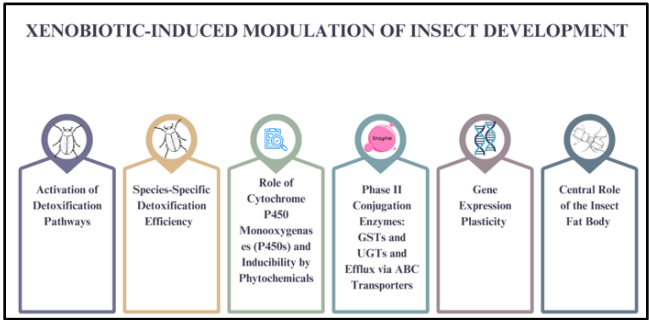 XENOBIOTIC-INDUCED MODULATION OF INSECT DEVELOPMENT
Activation of
Detoxification
Pathways
Species-Specific
Detoxification
Efficiency
Role of
Cytochrome
P450
Monooxygenas
es (P450s) and
Inducibility by
Phytochemicals
Enzyme
Phase II
Conjugation
Enzymes:
GSTs and
UGTs and
Efflux via ABC
Transporters
Gene
Expression
Plasticity
Central Role
of the Insect
Fat Body